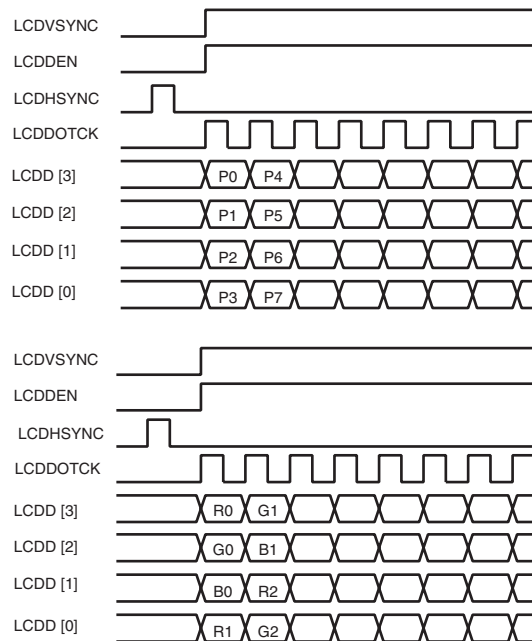 LCDVSYNC
LCDDEN
LCDHSYNC
LCDDOTCK
LCDD [3] P0 P4
LCDD [2] P1 P5
LCDD [1] P2 P6
LCDD [0] P3 P7
LCDVSYNC
LCDDEN
LCDHSYNC
LCDDOTCK
LCDD [3] R0 G1
LCDD [2] G0 B1
LCDD [1] B0 R2
LCDD [0] R1 G2